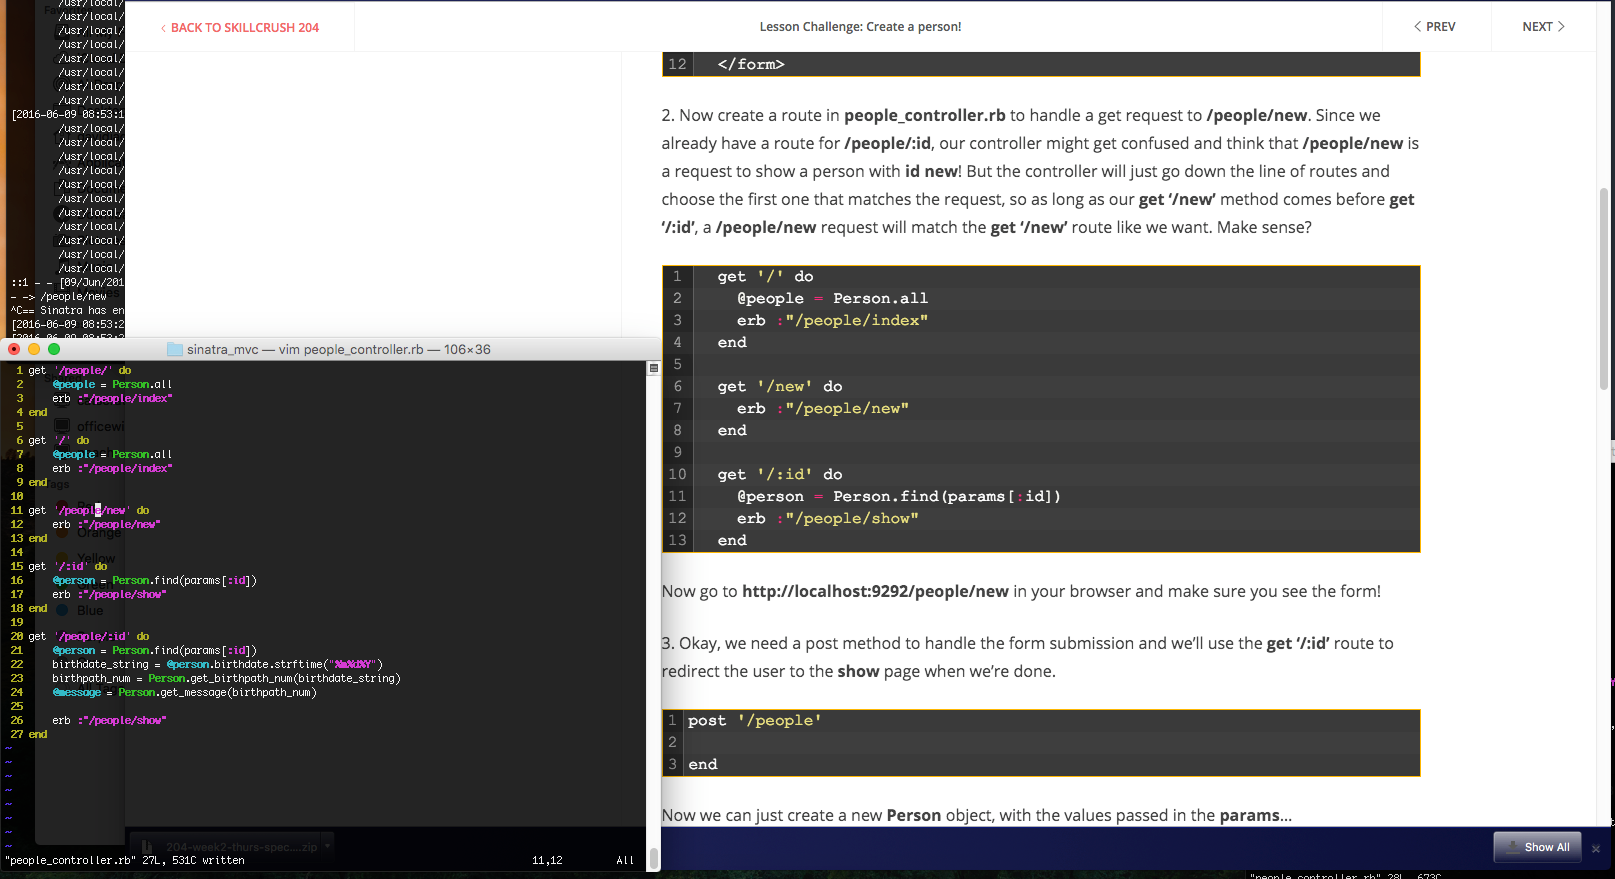 /usr/local/
/usr/local/
/usr/local/
/usr/local/
/usr/local/
/usr/local/
/usr/local/
/usr/local/
[2016-06-09 08:53:1
/usr/local/
/usr/local/
/usr/local/
/usr/local/
/usr/local/
/usr/local/
/usr/local/
/usr/local/
/usr/local/
/usr/local/
/usr/local/
::1 - - [09/Jun/201
- -> /people/new
^C== Sinatra has en
[2016-06-09 08:53:2
BACK TO SKILLCRUSH 204
Lesson Challenge: Create a person!
PREV
NEXT
12 </form>
2. Now create a route in people_controller.rb to handle a get request to /people/new. Since we
already have a route for /people/:id, our controller might get confused and think that /people/new is
a request to show a person with id new! But the controller will just go down the line of routes and
choose the first one that matches the request, so as long as our get ‘/new’ method comes before get
‘/:id’, a /people/new request will match the get ‘/new’ route like we want. Make sense?
1 get '/' do
2 @people = Person.all
3 erb :"/people/index"
4 end
5
6 get '/new' do
7 erb :"/people/new"
8 end
9
10 get '/:id' do
11 @person = Person.find(params[:id])
12 erb :"/people/show"
13 end
Now go to http://localhost:9292/people/new in your browser and make sure you see the form!
3. Okay, we need a post method to handle the form submission and we’ll use the get ‘/:id’ route to
redirect the user to the show page when we’re done.
1 post '/people'
2
3 end
Now we can just create a new Person object, with the values passed in the params...
Show All
sinatra_mvc — vim people_controller.rb — 106×36
1 get '/people/' do
2 @people = Person.all
3 erb :"/people/index"
4 end
5
6 get '/' do
7 @people = Person.all
8 erb :"/people/index"
9 end
10
11 get '/people/new' do
12 erb :"/people/new"
13 end
14
15 get '/:id' do
16 @person = Person.find(params[:id])
17 erb :"/people/show"
18 end
19
20 get '/people/:id' do
21 @person = Person.find(params[:id])
22 birthdate_string = @person.birthdate.strftime("%m%d%Y")
23 birthpath_num = Person.get_birthpath_num(birthdate_string)
24 @message = Person.get_message(birthpath_num)
25
26 erb :"/people/show"
27 end
~
~
~
~
~
~
~
~
officewi
Tags
Orange
Yellow
Blue
204-week2-thurs-spec....zip
"people_controller.rb" 27L, 531C written
11,12
All
"people_controller.rb" 28L, 673C